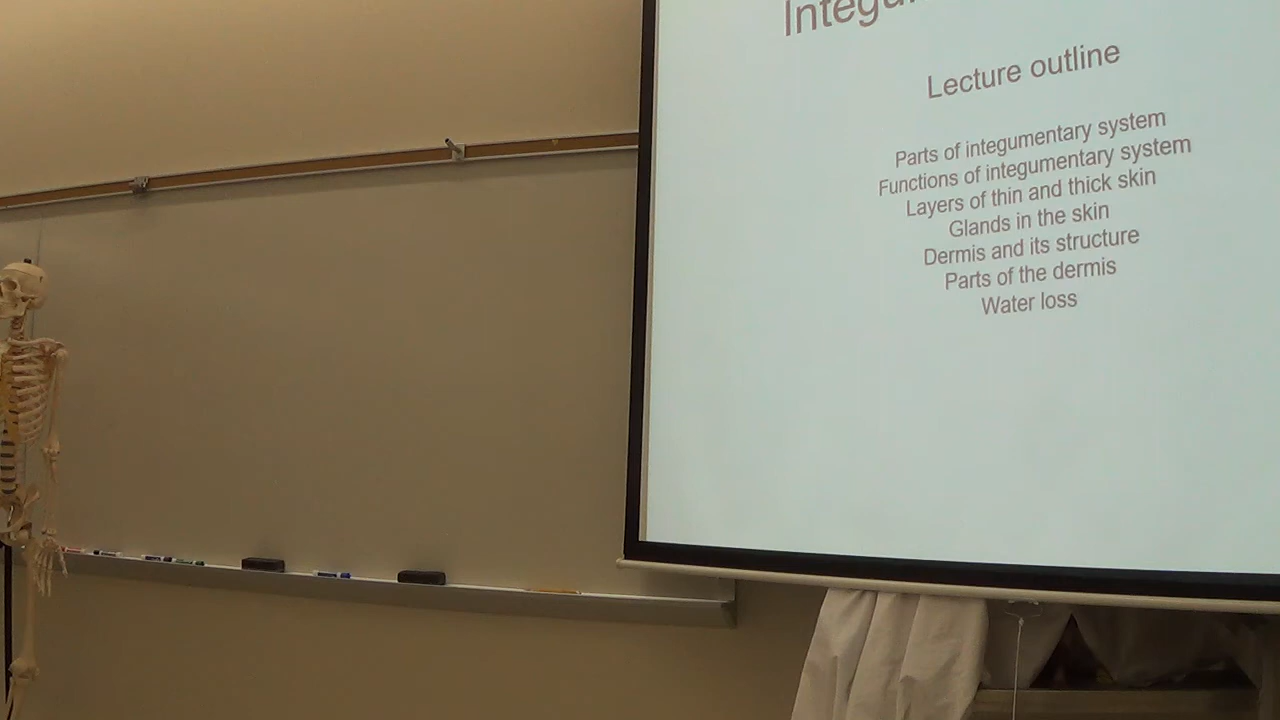 Lecture outline
Parts of integumentary system
Functions of integumentary system
Layers of thin and thick skin
Glands in the skin
Dermis and its structure
Parts of the dermis
Water loss